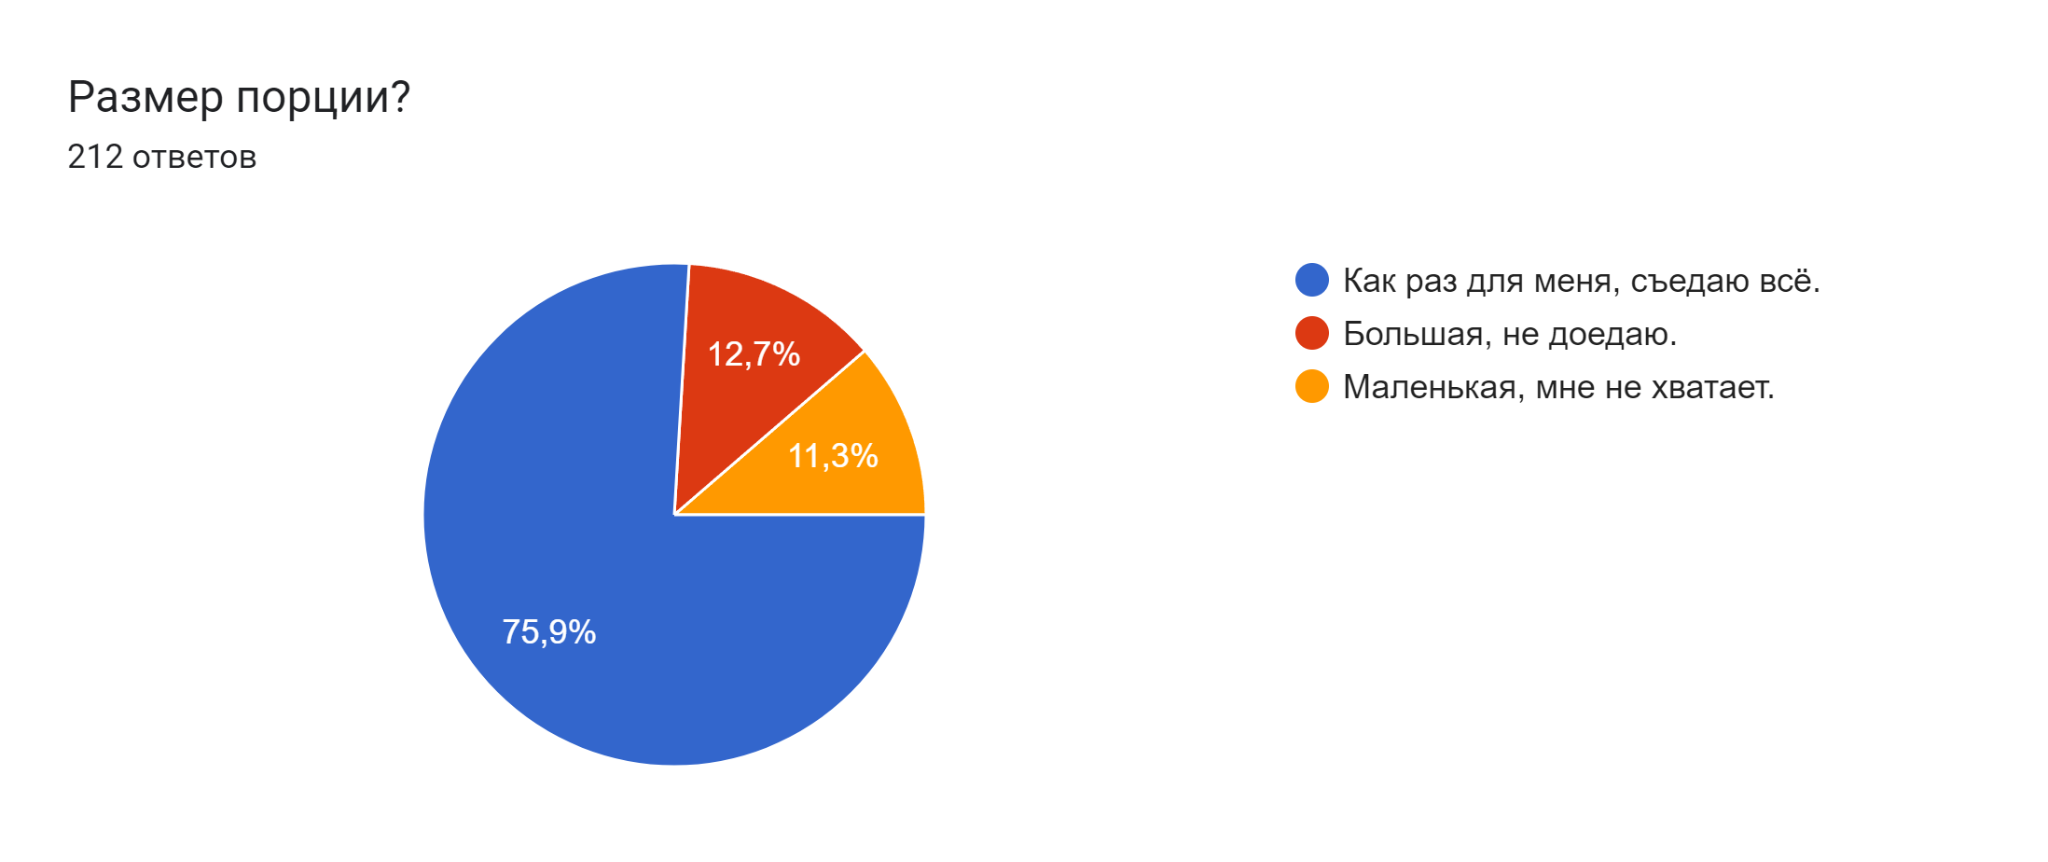 Размер порции?
212 ответов
Как раз для меня, съедаю всё.
Большая, не доедаю.
Маленькая, мне не хватает.
12,7%
11,3%
75,9%